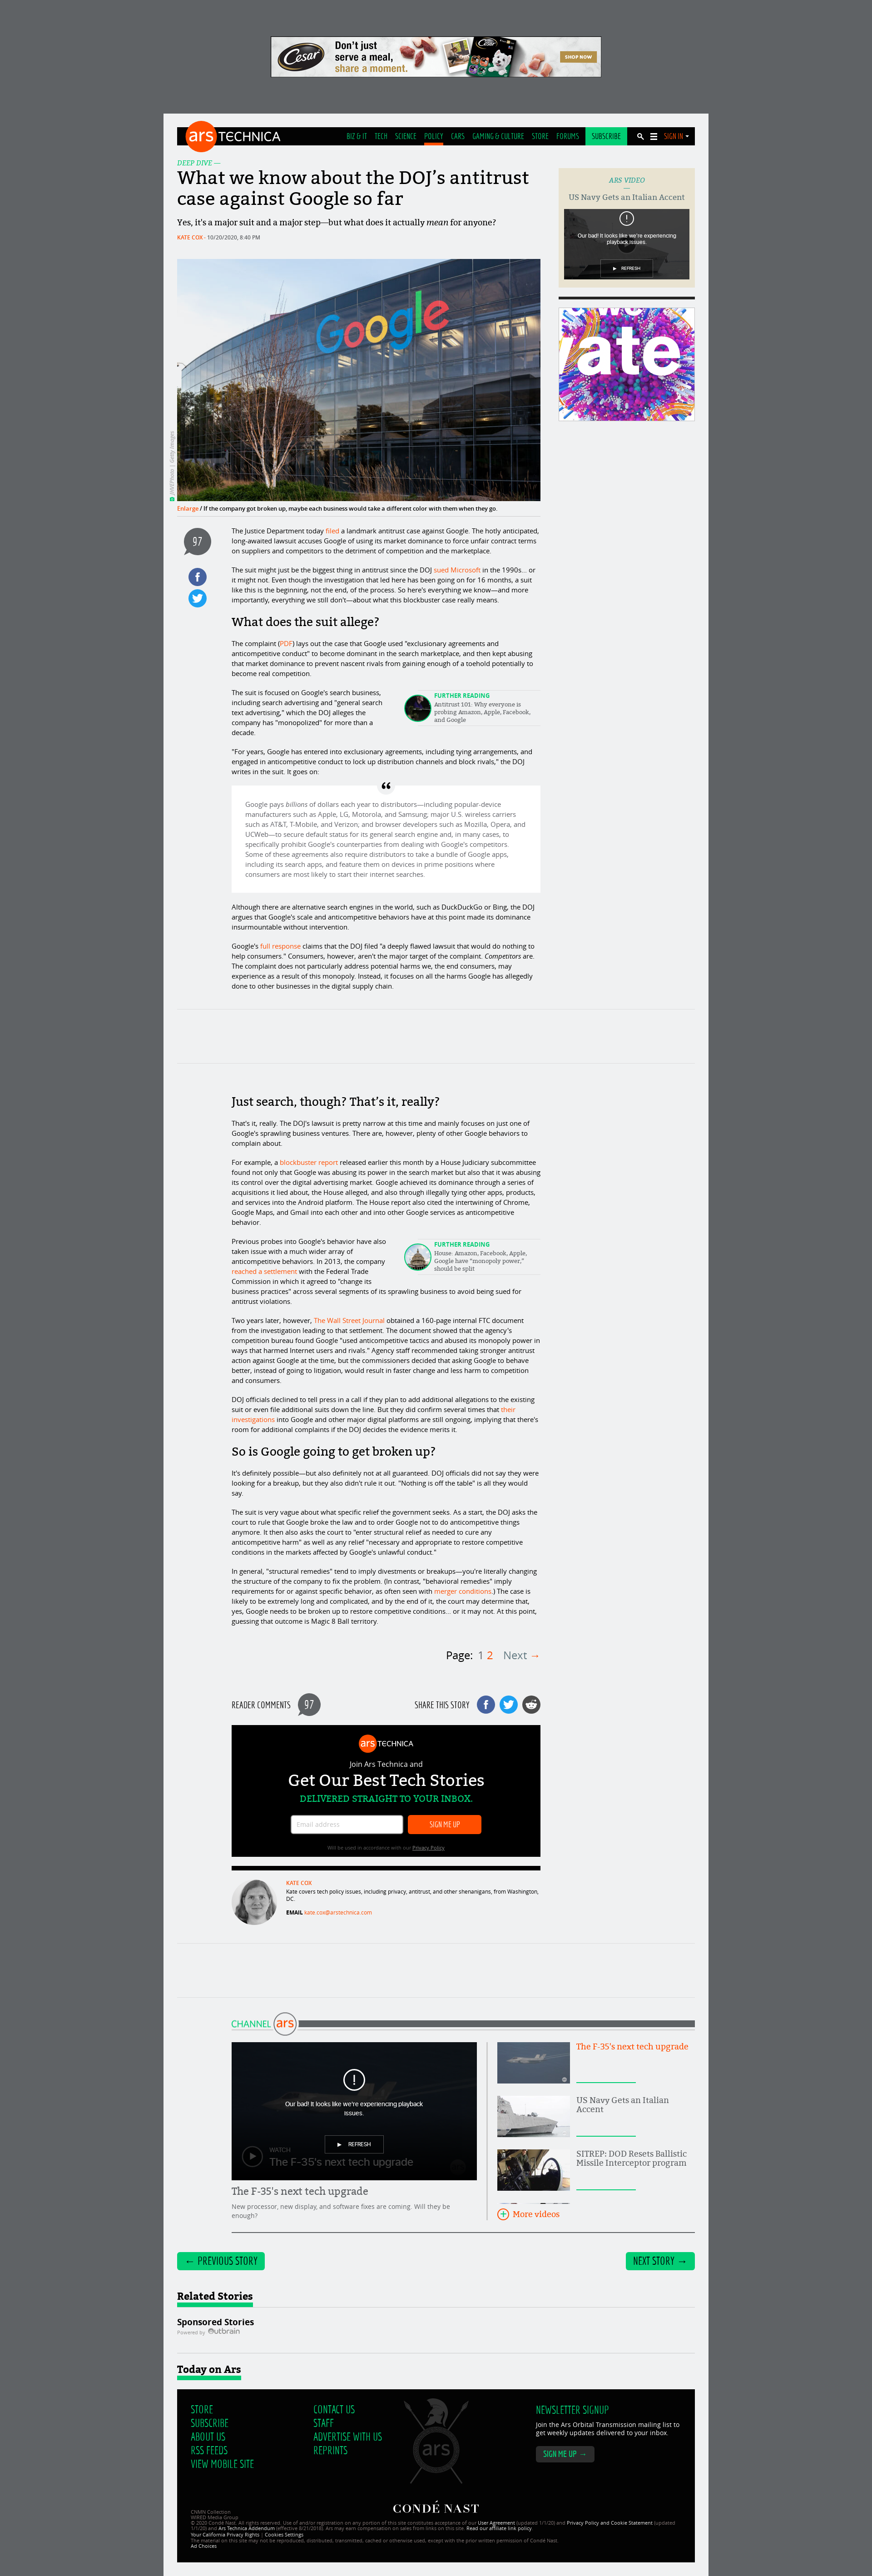 Cesar
Don't just
serve a meal,
share a moment.
SHOP NOW
ars TECHNICA
BIZ & IT TECH SCIENCE POLICY CARS GAMING & CULTURE STORE FORUMS SUBSCRIBE SIGN IN
DEEP DIVE —
What we know about the DOJ's antitrust
case against Google so far
Yes, it's a major suit and a major step—but what does it actually mean for anyone?
KATE COX - 10/20/2020, 8:40 PM
ARS VIDEO
US Navy Gets an Italian Accent
Our bad! It looks like we're experiencing
playback issues.
REFRESH
ate
Google
Enlarge / If the company got broken up, maybe each business would take a different color with them when they go.
97
The Justice Department today filed a landmark antitrust case against Google. The hotly anticipated,
long-awaited lawsuit accuses Google of using its market dominance to force unfair contract terms
on suppliers and competitors to the detriment of competition and the marketplace.
The suit might just be the biggest thing in antitrust since the DOJ sued Microsoft in the 1990s... or
it might not. Even though the investigation that led here has been going on for 16 months, a suit
like this is the beginning, not the end, of the process. So here's everything we know—and more
importantly, everything we still don't—about what this blockbuster case really means.
What does the suit allege?
The complaint (PDF) lays out the case that Google used "exclusionary agreements and
anticompetitive conduct" to become dominant in the search marketplace, and then kept abusing
that market dominance to prevent nascent rivals from gaining enough of a toehold potentially to
become real competition.
The suit is focused on Google's search business,
including search advertising and "general search
text advertising," which the DOJ alleges the
company has "monopolized" for more than a
decade.
FURTHER READING
Antitrust 101: Why everyone is
probing Amazon, Apple, Facebook,
and Google
"For years, Google has entered into exclusionary agreements, including tying arrangements, and
engaged in anticompetitive conduct to lock up distribution channels and block rivals," the DOJ
writes in the suit. It goes on:
Google pays billions of dollars each year to distributors—including popular-device
manufacturers such as Apple, LG, Motorola, and Samsung; major U.S. wireless carriers
such as AT&T, T-Mobile, and Verizon; and browser developers such as Mozilla, Opera, and
UCWeb—to secure default status for its general search engine and, in many cases, to
specifically prohibit Google's counterparties from dealing with Google's competitors.
Some of these agreements also require distributors to take a bundle of Google apps,
including its search apps, and feature them on devices in prime positions where
consumers are most likely to start their internet searches.
Although there are alternative search engines in the world, such as DuckDuckGo or Bing, the DOJ
argues that Google's scale and anticompetitive behaviors have at this point made its dominance
insurmountable without intervention.
Google's full response claims that the DOJ filed "a deeply flawed lawsuit that would do nothing to
help consumers." Consumers, however, aren't the major target of the complaint. Competitors are.
The complaint does not particularly address potential harms we, the end consumers, may
experience as a result of this monopoly. Instead, it focuses on all the harms Google has allegedly
done to other businesses in the digital supply chain.
Just search, though? That's it, really?
That's it, really. The DOJ's lawsuit is pretty narrow at this time and mainly focuses on just one of
Google's sprawling business ventures. There are, however, plenty of other Google behaviors to
complain about.
For example, a blockbuster report released earlier this month by a House Judiciary subcommittee
found not only that Google was abusing its power in the search market but also that it was abusing
its control over the digital advertising market. Google achieved its dominance through a series of
acquisitions it lied about, the House alleged, and also through illegally tying other apps, products,
and services into the Android platform. The House report also cited the intertwining of Chrome,
Google Maps, and Gmail into each other and into other Google services as anticompetitive
behavior.
Previous probes into Google's behavior have also
taken issue with a much wider array of
anticompetitive behaviors. In 2013, the company
reached a settlement with the Federal Trade
Commission in which it agreed to "change its
business practices" across several segments of its sprawling business to avoid being sued for
antitrust violations.
FURTHER READING
House: Amazon, Facebook, Apple,
Google have "monopoly power,"
should be split
Two years later, however, The Wall Street Journal obtained a 160-page internal FTC document
from the investigation leading to that settlement. The document showed that the agency's
competition bureau found Google "used anticompetitive tactics and abused its monopoly power in
ways that harmed Internet users and rivals." Agency staff recommended taking stronger antitrust
action against Google at the time, but the commissioners decided that asking Google to behave
better, instead of going to litigation, would result in faster change and less harm to competition
and consumers.
DOJ officials declined to tell press in a call if they plan to add additional allegations to the existing
suit or even file additional suits down the line. But they did confirm several times that their
investigations into Google and other major digital platforms are still ongoing, implying that there's
room for additional complaints if the DOJ decides the evidence merits it.
So is Google going to get broken up?
It's definitely possible—but also definitely not at all guaranteed. DOJ officials did not say they were
looking for a breakup, but they also didn't rule it out. "Nothing is off the table" is all they would
say.
The suit is very vague about what specific relief the government seeks. As a start, the DOJ asks the
court to rule that Google broke the law and to order Google not to do anticompetitive things
anymore. It then also asks the court to "enter structural relief as needed to cure any
anticompetitive harm" as well as any relief "necessary and appropriate to restore competitive
conditions in the markets affected by Google's unlawful conduct."
In general, "structural remedies" tend to imply divestments or breakups—you're literally changing
the structure of the company to fix the problem. (In contrast, "behavioral remedies" imply
requirements for or against specific behavior, as often seen with merger conditions.) The case is
likely to be extremely long and complicated, and by the end of it, the court may determine that,
yes, Google needs to be broken up to restore competitive conditions... or it may not. At this point,
guessing that outcome is Magic 8 Ball territory.
Page: 1 2 Next →
READER COMMENTS 97
SHARE THIS STORY
ars TECHNICA
Join Ars Technica and
Get Our Best Tech Stories
DELIVERED STRAIGHT TO YOUR INBOX.
Email address
SIGN ME UP
Will be used in accordance with our Privacy Policy
KATE COX
Kate covers tech policy issues, including privacy, antitrust, and other shenanigans, from Washington,
DC.
EMAIL kate.cox@arstechnica.com
CHANNEL ars
Our bad! It looks like we're experiencing playback
issues.
REFRESH
WATCH
The F-35's next tech upgrade
The F-35's next tech upgrade
New processor, new display, and software fixes are coming. Will they be
enough?
The F-35's next tech upgrade
US Navy Gets an Italian
Accent
SITREP: DOD Resets Ballistic
Missile Interceptor program
More videos
← PREVIOUS STORY
NEXT STORY →
Related Stories
Sponsored Stories
Powered by Outbrain
Today on Ars
STORE
SUBSCRIBE
ABOUT US
RSS FEEDS
VIEW MOBILE SITE
CONTACT US
STAFF
ADVERTISE WITH US
REPRINTS
ars
NEWSLETTER SIGNUP
Join the Ars Orbital Transmission mailing list to
get weekly updates delivered to your inbox.
SIGN ME UP →
CONDÉ NAST
CNMN Collection
WIRED Media Group
© 2020 Condé Nast. All rights reserved. Use of and/or registration on any portion of this site constitutes acceptance of our User Agreement (updated 1/1/20) and Privacy Policy and Cookie Statement (updated
1/1/20) and Ars Technica Addendum (effective 8/21/2018). Ars may earn compensation on sales from links on this site. Read our affiliate link policy.
Your California Privacy Rights | Cookies Settings
The material on this site may not be reproduced, distributed, transmitted, cached or otherwise used, except with the prior written permission of Condé Nast.
Ad Choices